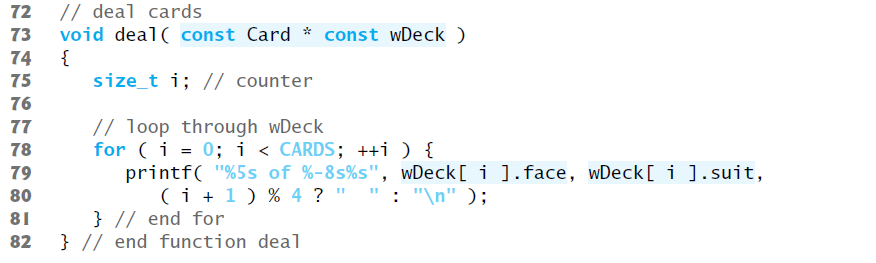 72 // deal cards
73 void deal( const Card * const wDeck )
74 {
75    size_t i; // counter
76
77    // loop through wDeck
78    for ( i = 0; i < CARDS; ++i ) {
79       printf( "%5s of %-8s%s", wDeck[ i ].face, wDeck[ i ].suit,
80          ( i + 1 ) % 4 ? "  " : "\n" );
81    } // end for
82 } // end function deal